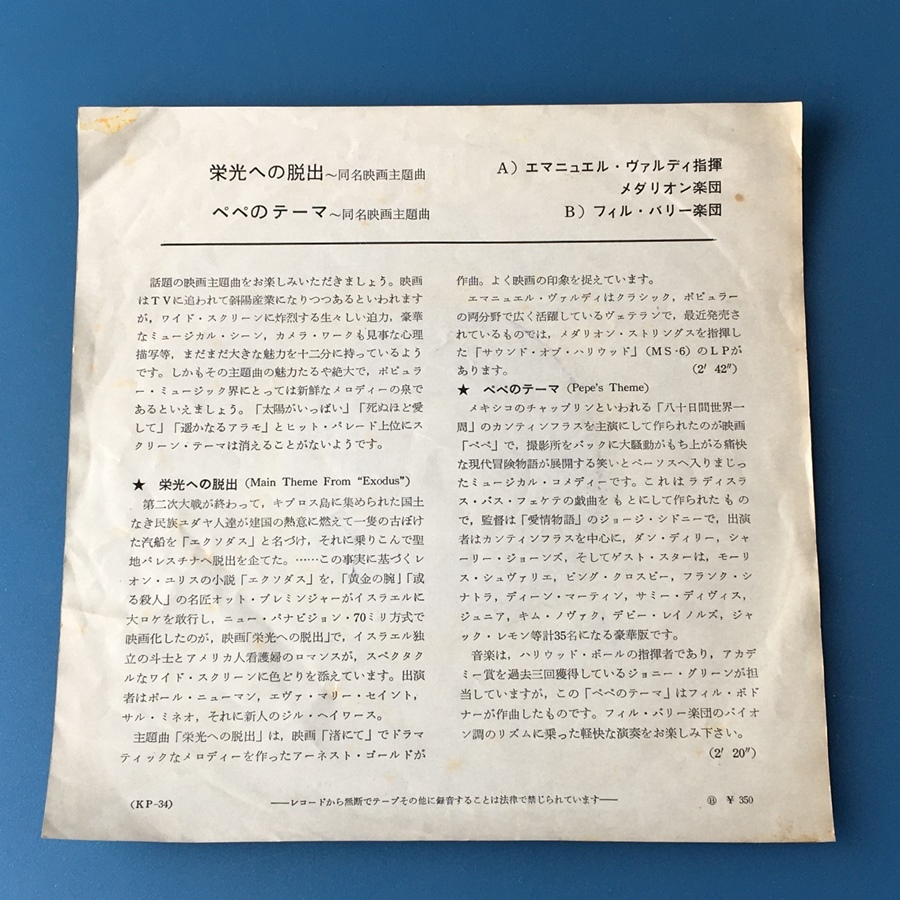 栄光への脱出～同名映画主題曲
ペペのテーマ～同名映画主題曲
A）エマニュエル・ヴァルディ指揮
メダリオン楽団
B）フィル・バリー楽団
話題の映画主題曲をお楽しみいただきましょう。映画
はTVに追われて斜陽産業になりつつあるといわれます
が，ワイド・スクリーンに炸烈する生々しい迫力，豪華
なミュージカル・シーン，カメラ・ワークも見事な心理
描写等，まだまだ大きな魅力を十二分に持っているよう
です。しかもその主題曲の魅力たるや絶大で，ポピュラ
ー・ミュージック界にとっては新鮮なメロディーの泉で
あるといえましょう。「太陽がいっぱい」「死ぬほど愛
して」「遥かなるアラモ」とヒット・パレード上位にス
クリーン・テーマは消えることがないようです。
★ 栄光への脱出 (Main Theme From “Exodus”)
第二次大戦が終わって，キプロス島に集められた国土
なき民族ユダヤ人達が建国の熱意に燃えて一隻の古ぼけ
た汽船を「エクソダス」と名づけ，それに乗りこんで聖
地パレスチナへ脱出を企てた。……この事実に基づくレ
オン・ユリスの小説「エクソダス」を，「黄金の腕」「或
る殺人」の名匠オット・プレミンジャーがイスラエルに
大ロケを敢行し，ニュー・パナビジョン・70ミリ方式で
映画化したのが，映画「栄光への脱出」で，イスラエル独
立の斗士とアメリカ人看護婦のロマンスが，スペクタク
ルなワイド・スクリーンに色どりを添えています。出演
者はポール・ニューマン，エヴァ・マリー・セイント，
サル・ミネオ，それに新人のジル・ヘイワース。
主題曲「栄光への脱出」は，映画「渚にて」でドラマ
ティックなメロディーを作ったアーネスト・ゴールドが
作曲。よく映画の印象を捉えています。
エマニュエル・ヴァルディはクラシック，ポピュラー
の両分野で広く活躍しているヴェテランで，最近発売さ
れているものでは，メダリオン・ストリングスを指揮し
た「サウンド・オブ・ハリウッド」（MS・6）のLPが
あります。 (2′ 42″)
★ ペペのテーマ (Pepe's Theme)
メキシコのチャップリンといわれる「八十日間世界一
周」のカンティンフラスを主演にして作られたのが映画
「ペペ」で，撮影所をバックに大騒動がもち上がる痛快
な現代冒険物語が展開する笑いとペーソスへ入りまじっ
たミュージカル・コメディーです。これはラディスラ
ス・バス・フェケテの戯曲をもとにして作られたもの
で，監督は「愛情物語」のジョージ・シドニーで，出演
者はカンティンフラスを中心に，ダン・ディリー，シャ
ーリー・ジョーンズ，そしてゲスト・スターは，モーリ
ス・シュヴァリエ，ビング・クロスビー，フランク・シ
ナトラ，ディーン・マーティン，サミー・ディヴィス，
ジュニア，キム・ノヴァク，デビー・レイノルズ，ジャ
ック・レモン等計35名になる豪華版です。
音楽は，ハリウッド・ボールの指揮者であり，アカデ
ミー賞を過去三回獲得しているジョニー・グリーンが担
当していますが，この「ペペのテーマ」はフィル・ボド
ナーが作曲したものです。フィル・バリー楽団のバイオ
ン調のリズムに乗った軽快な演奏をお楽しみ下さい。
(2′ 20″)
(KP-34)
——レコードから無断でテープその他に録音することは法律で禁じられています——
Ⓑ ￥ 350